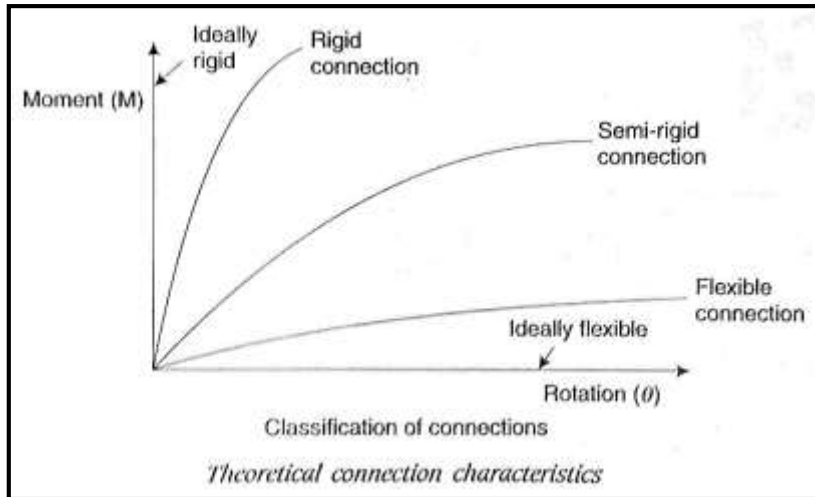 Ideally
rigid
Rigid
connection
Moment (M)
Semi-rigid
connection
Flexible
connection
Ideally flexible
Rotation (θ)
Classification of connections
Theoretical connection characteristics